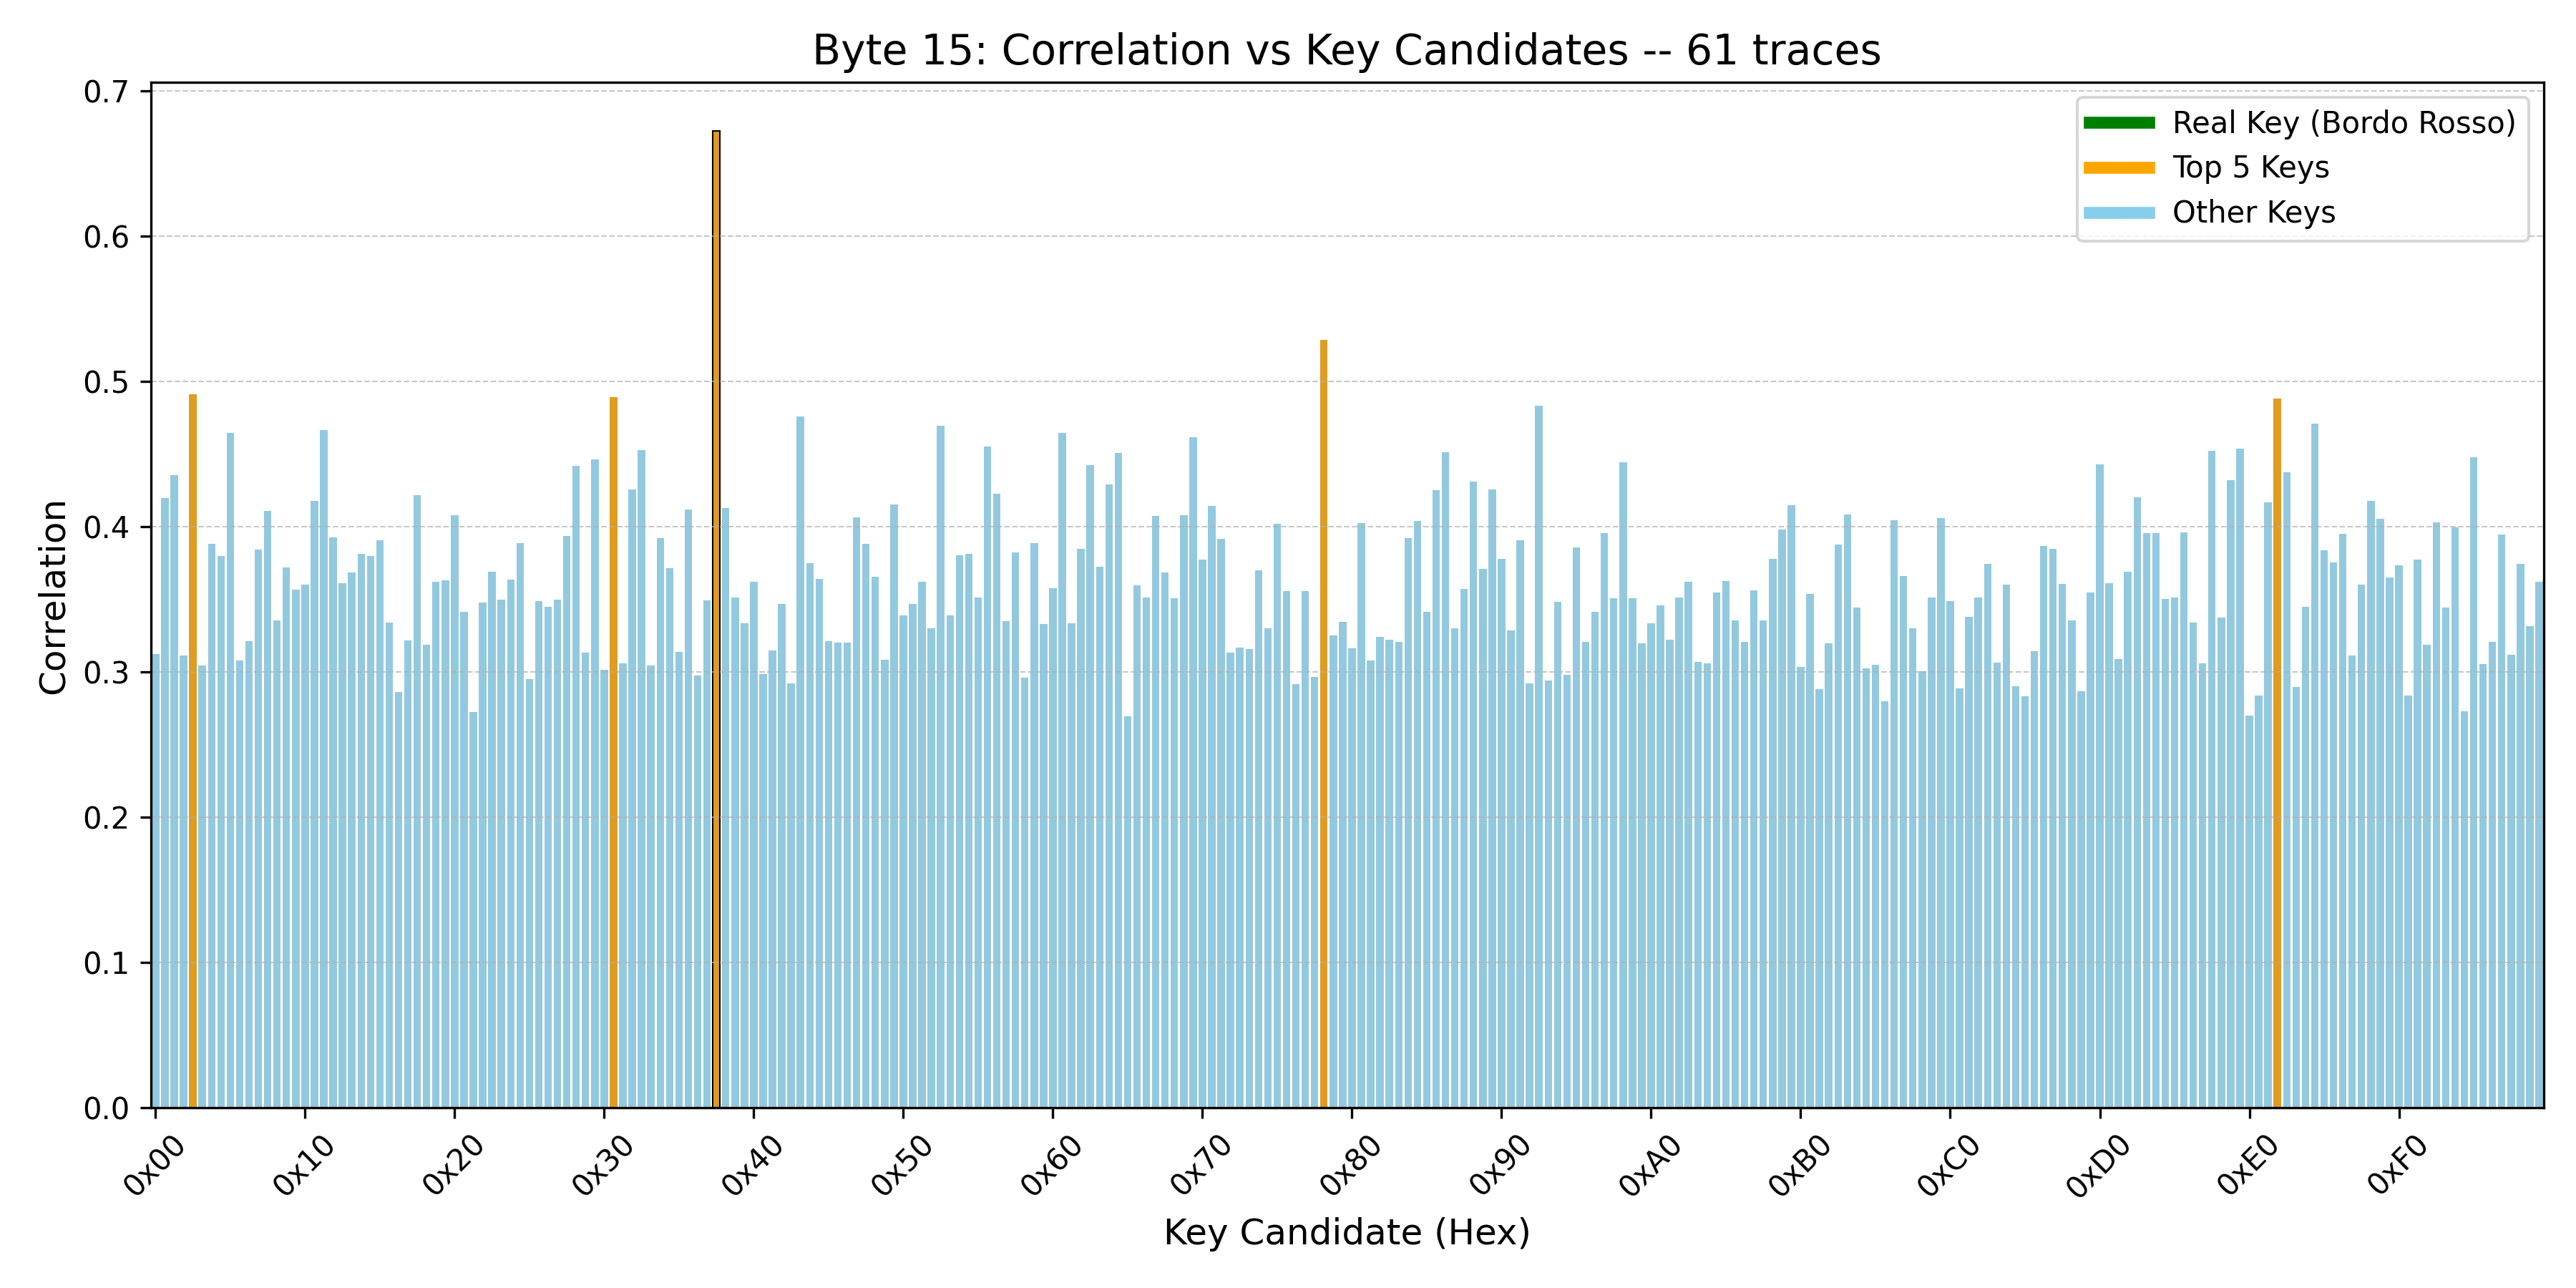 Byte 15: Correlation vs Key Candidates -- 61 traces
Real Key (Bordo Rosso)
Top 5 Keys
Other Keys
Correlation
0.7
0.6
0.5
0.4
0.3
0.2
0.1
0.0
0x00
0x10
0x20
0x30
0x40
0x50
0x60
0x70
0x80
0x90
0xA0
0xB0
0xC0
0xD0
0xE0
0xF0
Key Candidate (Hex)